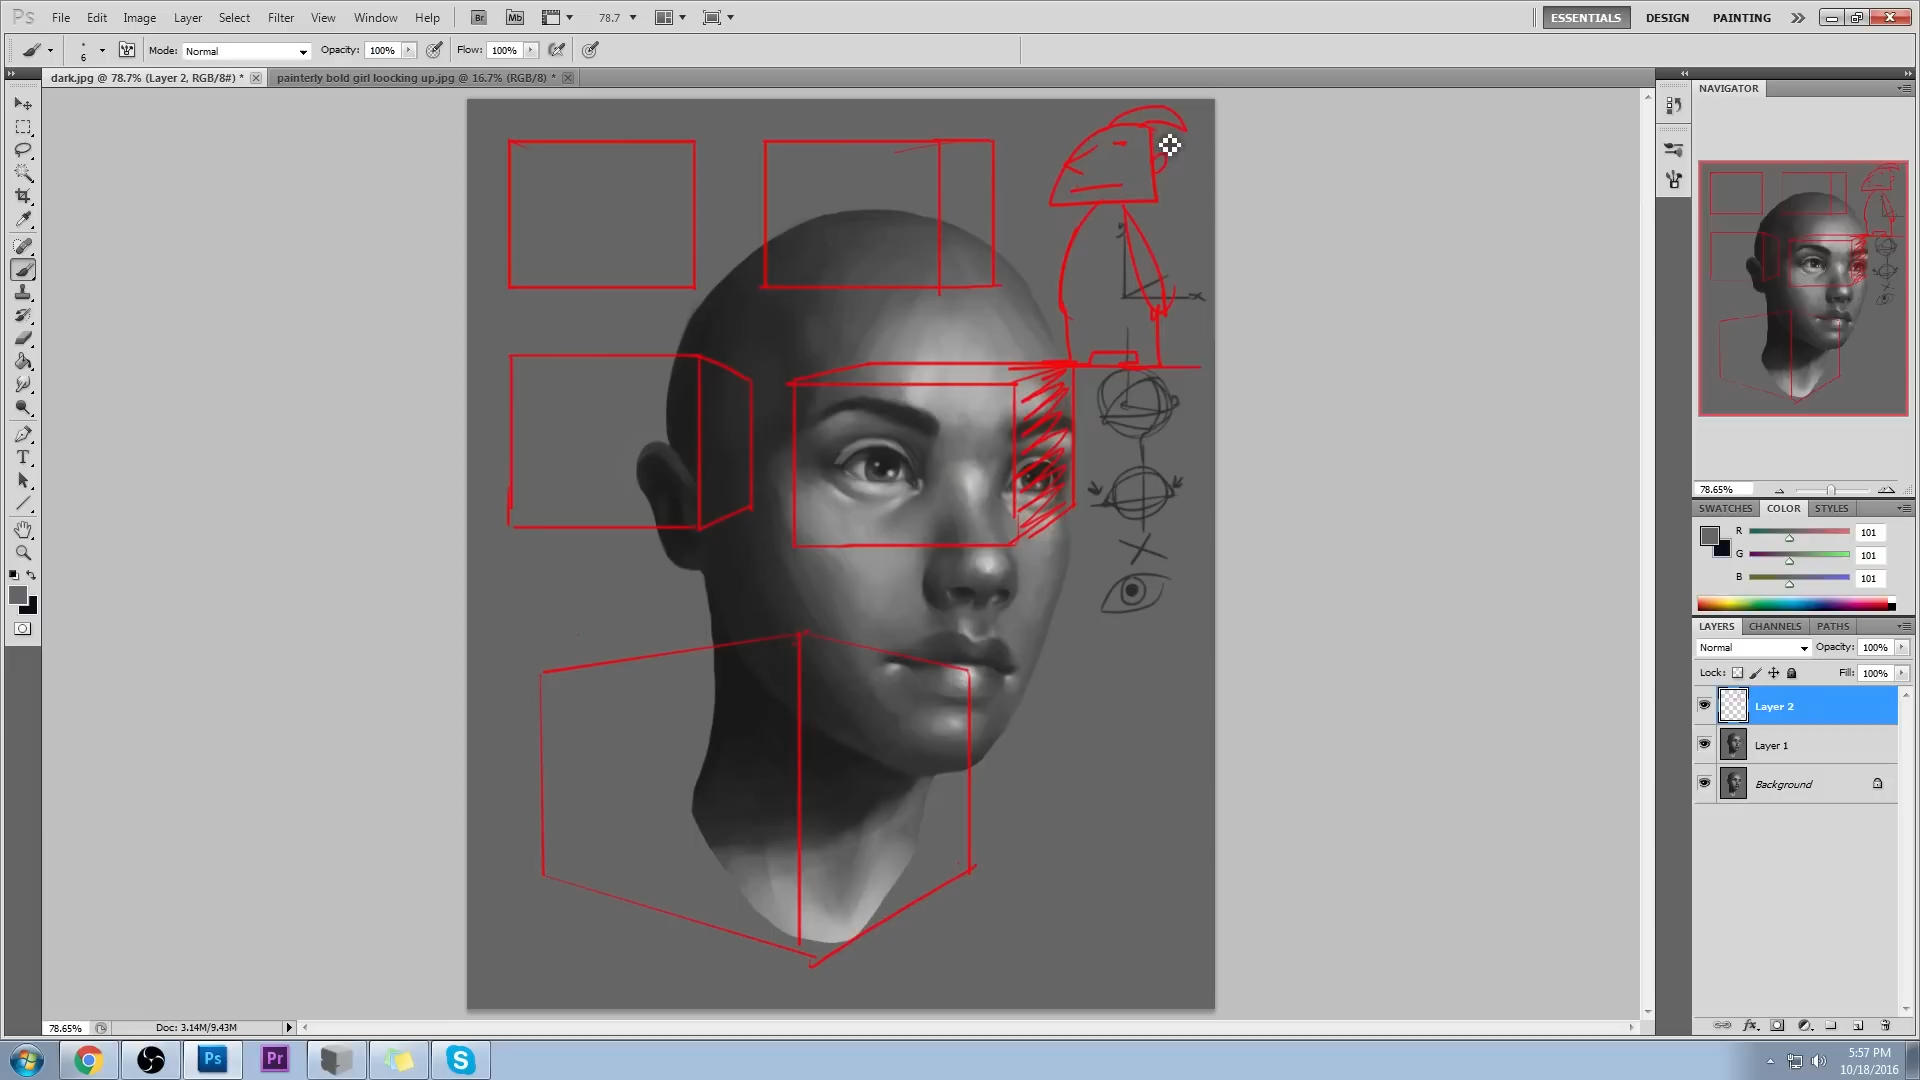 Ps File Edit Image Layer Select Filter View Window Help Br Mb 78.7 ESSENTIALS DESIGN PAINTING
6 Mode: Normal Opacity: 100% Flow: 100%
dark.jpg @ 78.7% (Layer 2, RGB/8#) * painterly bold girl loocking up.jpg @ 16.7% (RGB/8) *
NAVIGATOR
y
x
78.65%
SWATCHES COLOR STYLES
R 101
G 101
B 101
LAYERS CHANNELS PATHS
Normal Opacity: 100%
Lock: Fill: 100%
Layer 2
Layer 1
Background
78.65% Doc: 3.14M/9.43M
Ps Pr S
5:57 PM
10/18/2016